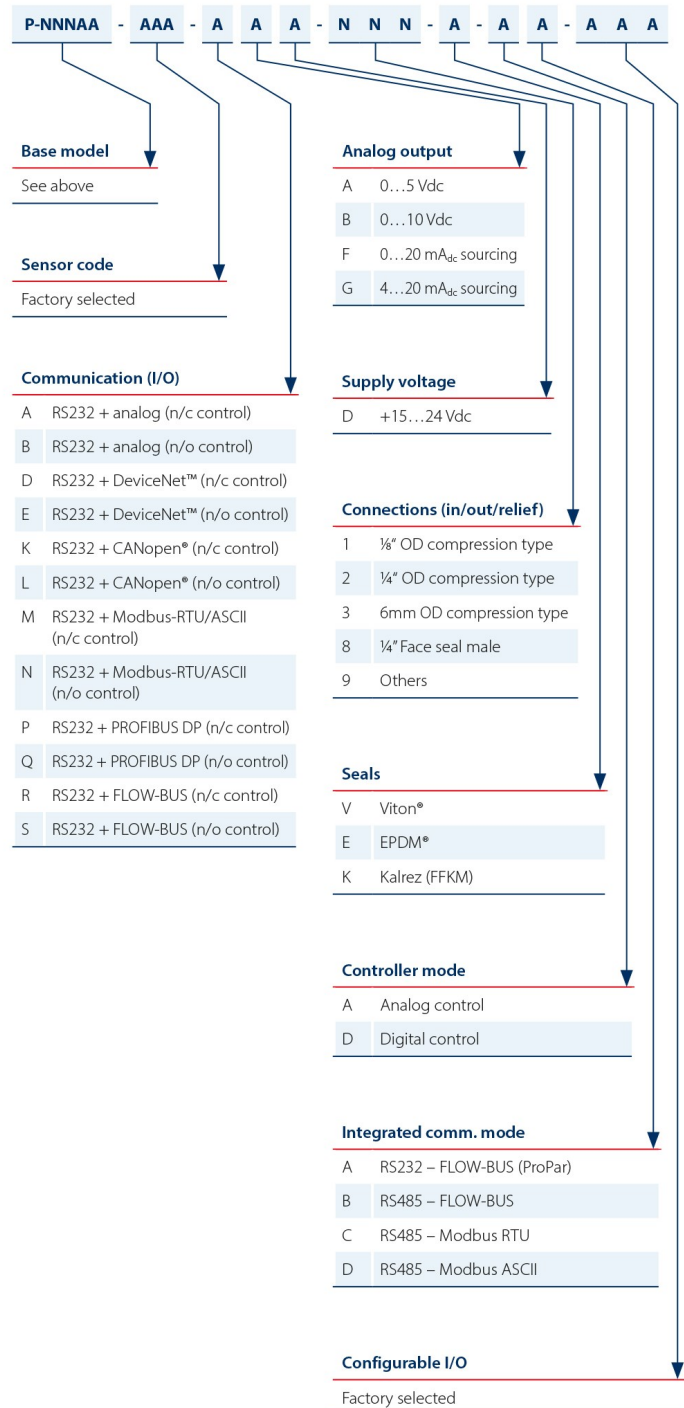 P-NNNAA - AAA - A A A - N N N - A - A A - A A A
Base model
See above
Sensor code
Factory selected
Communication (I/O)
A RS232 + analog (n/c control)
B RS232 + analog (n/o control)
D RS232 + DeviceNet™ (n/c control)
E RS232 + DeviceNet™ (n/o control)
K RS232 + CANopen® (n/c control)
L RS232 + CANopen® (n/o control)
M RS232 + Modbus-RTU/ASCII
(n/c control)
N RS232 + Modbus-RTU/ASCII
(n/o control)
P RS232 + PROFIBUS DP (n/c control)
Q RS232 + PROFIBUS DP (n/o control)
R RS232 + FLOW-BUS (n/c control)
S RS232 + FLOW-BUS (n/o control)
Analog output
A 0…5 Vdc
B 0…10 Vdc
F 0…20 mAdc sourcing
G 4…20 mAdc sourcing
Supply voltage
D +15…24 Vdc
Connections (in/out/relief)
1 ⅛" OD compression type
2 ¼" OD compression type
3 6mm OD compression type
8 ¼" Face seal male
9 Others
Seals
V Viton®
E EPDM®
K Kalrez (FFKM)
Controller mode
A Analog control
D Digital control
Integrated comm. mode
A RS232 – FLOW-BUS (ProPar)
B RS485 – FLOW-BUS
C RS485 – Modbus RTU
D RS485 – Modbus ASCII
Configurable I/O
Factory selected